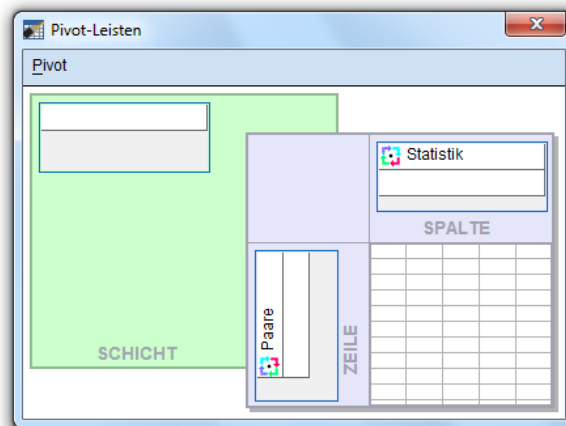 Pivot-Leisten
Pivot
Statistik
SPALTE
Paare
ZEILE
SCHICHT